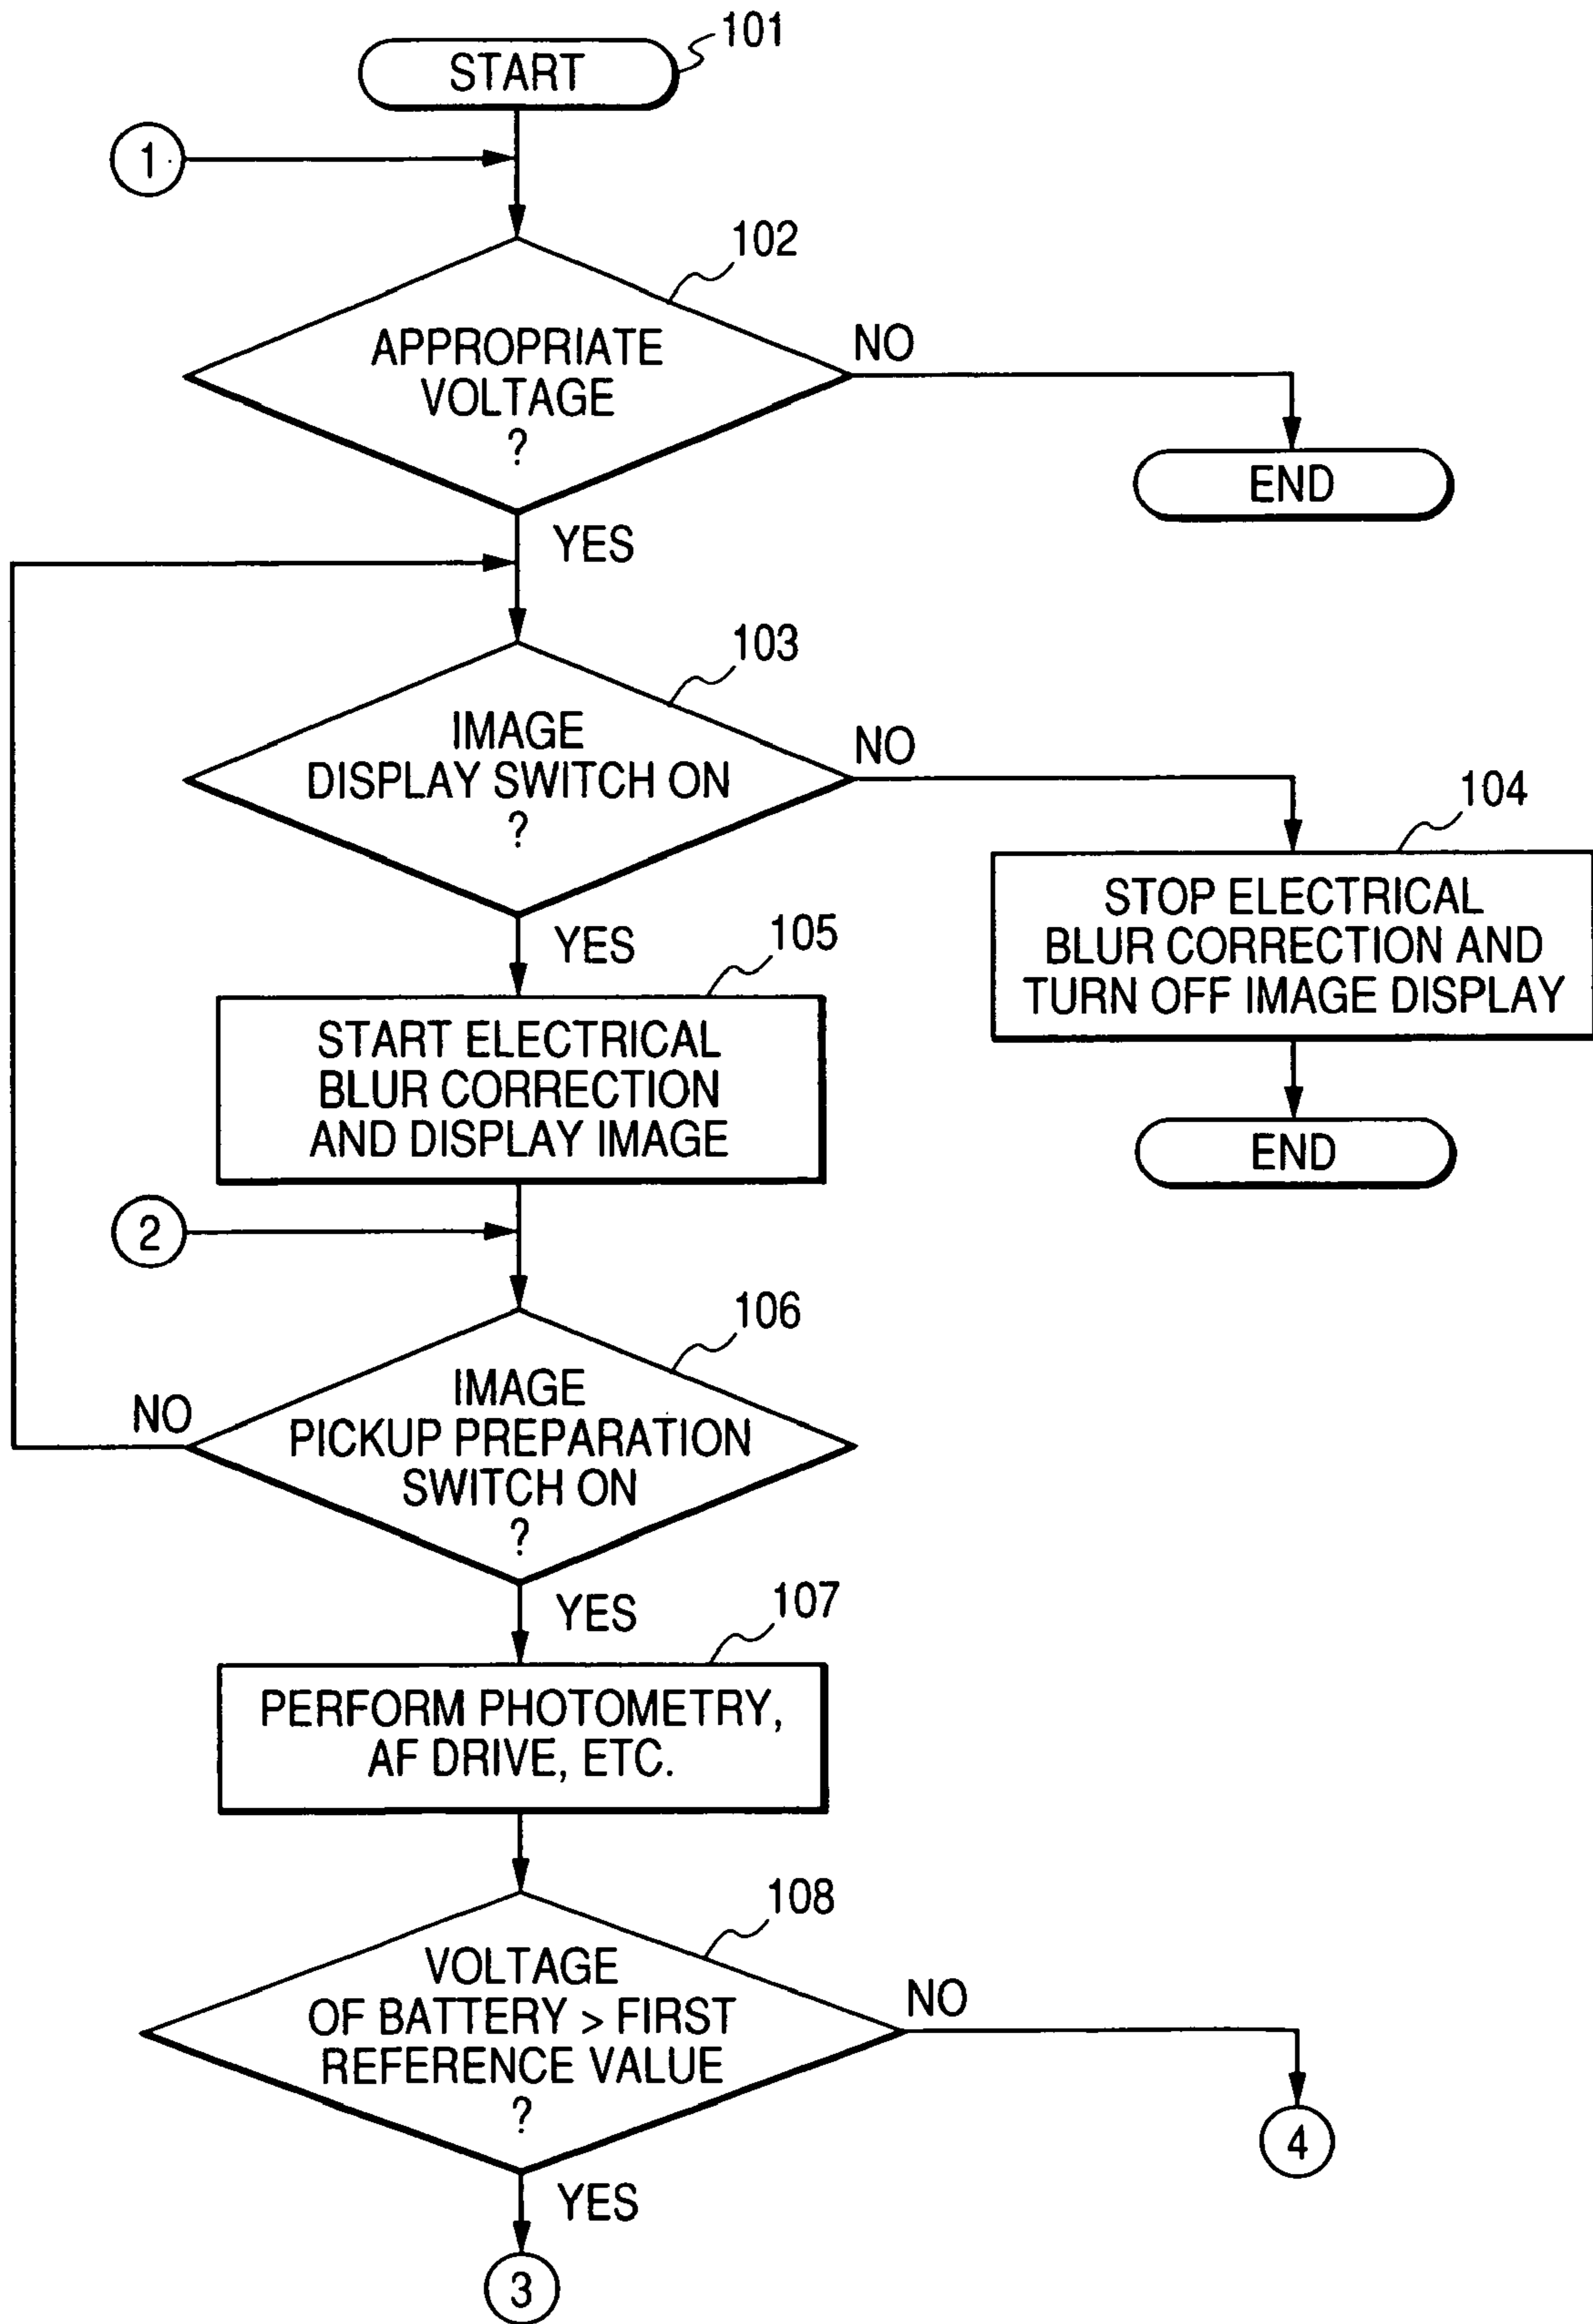 START
101
1
102
APPROPRIATE
VOLTAGE
?
NO
END
YES
103
IMAGE
DISPLAY SWITCH ON
?
NO
104
STOP ELECTRICAL
BLUR CORRECTION AND
TURN OFF IMAGE DISPLAY
END
YES
105
START ELECTRICAL
BLUR CORRECTION
AND DISPLAY IMAGE
2
106
IMAGE
PICKUP PREPARATION
SWITCH ON
?
NO
YES
107
PERFORM PHOTOMETRY,
AF DRIVE, ETC.
108
VOLTAGE
OF BATTERY > FIRST
REFERENCE VALUE
?
NO
4
YES
3